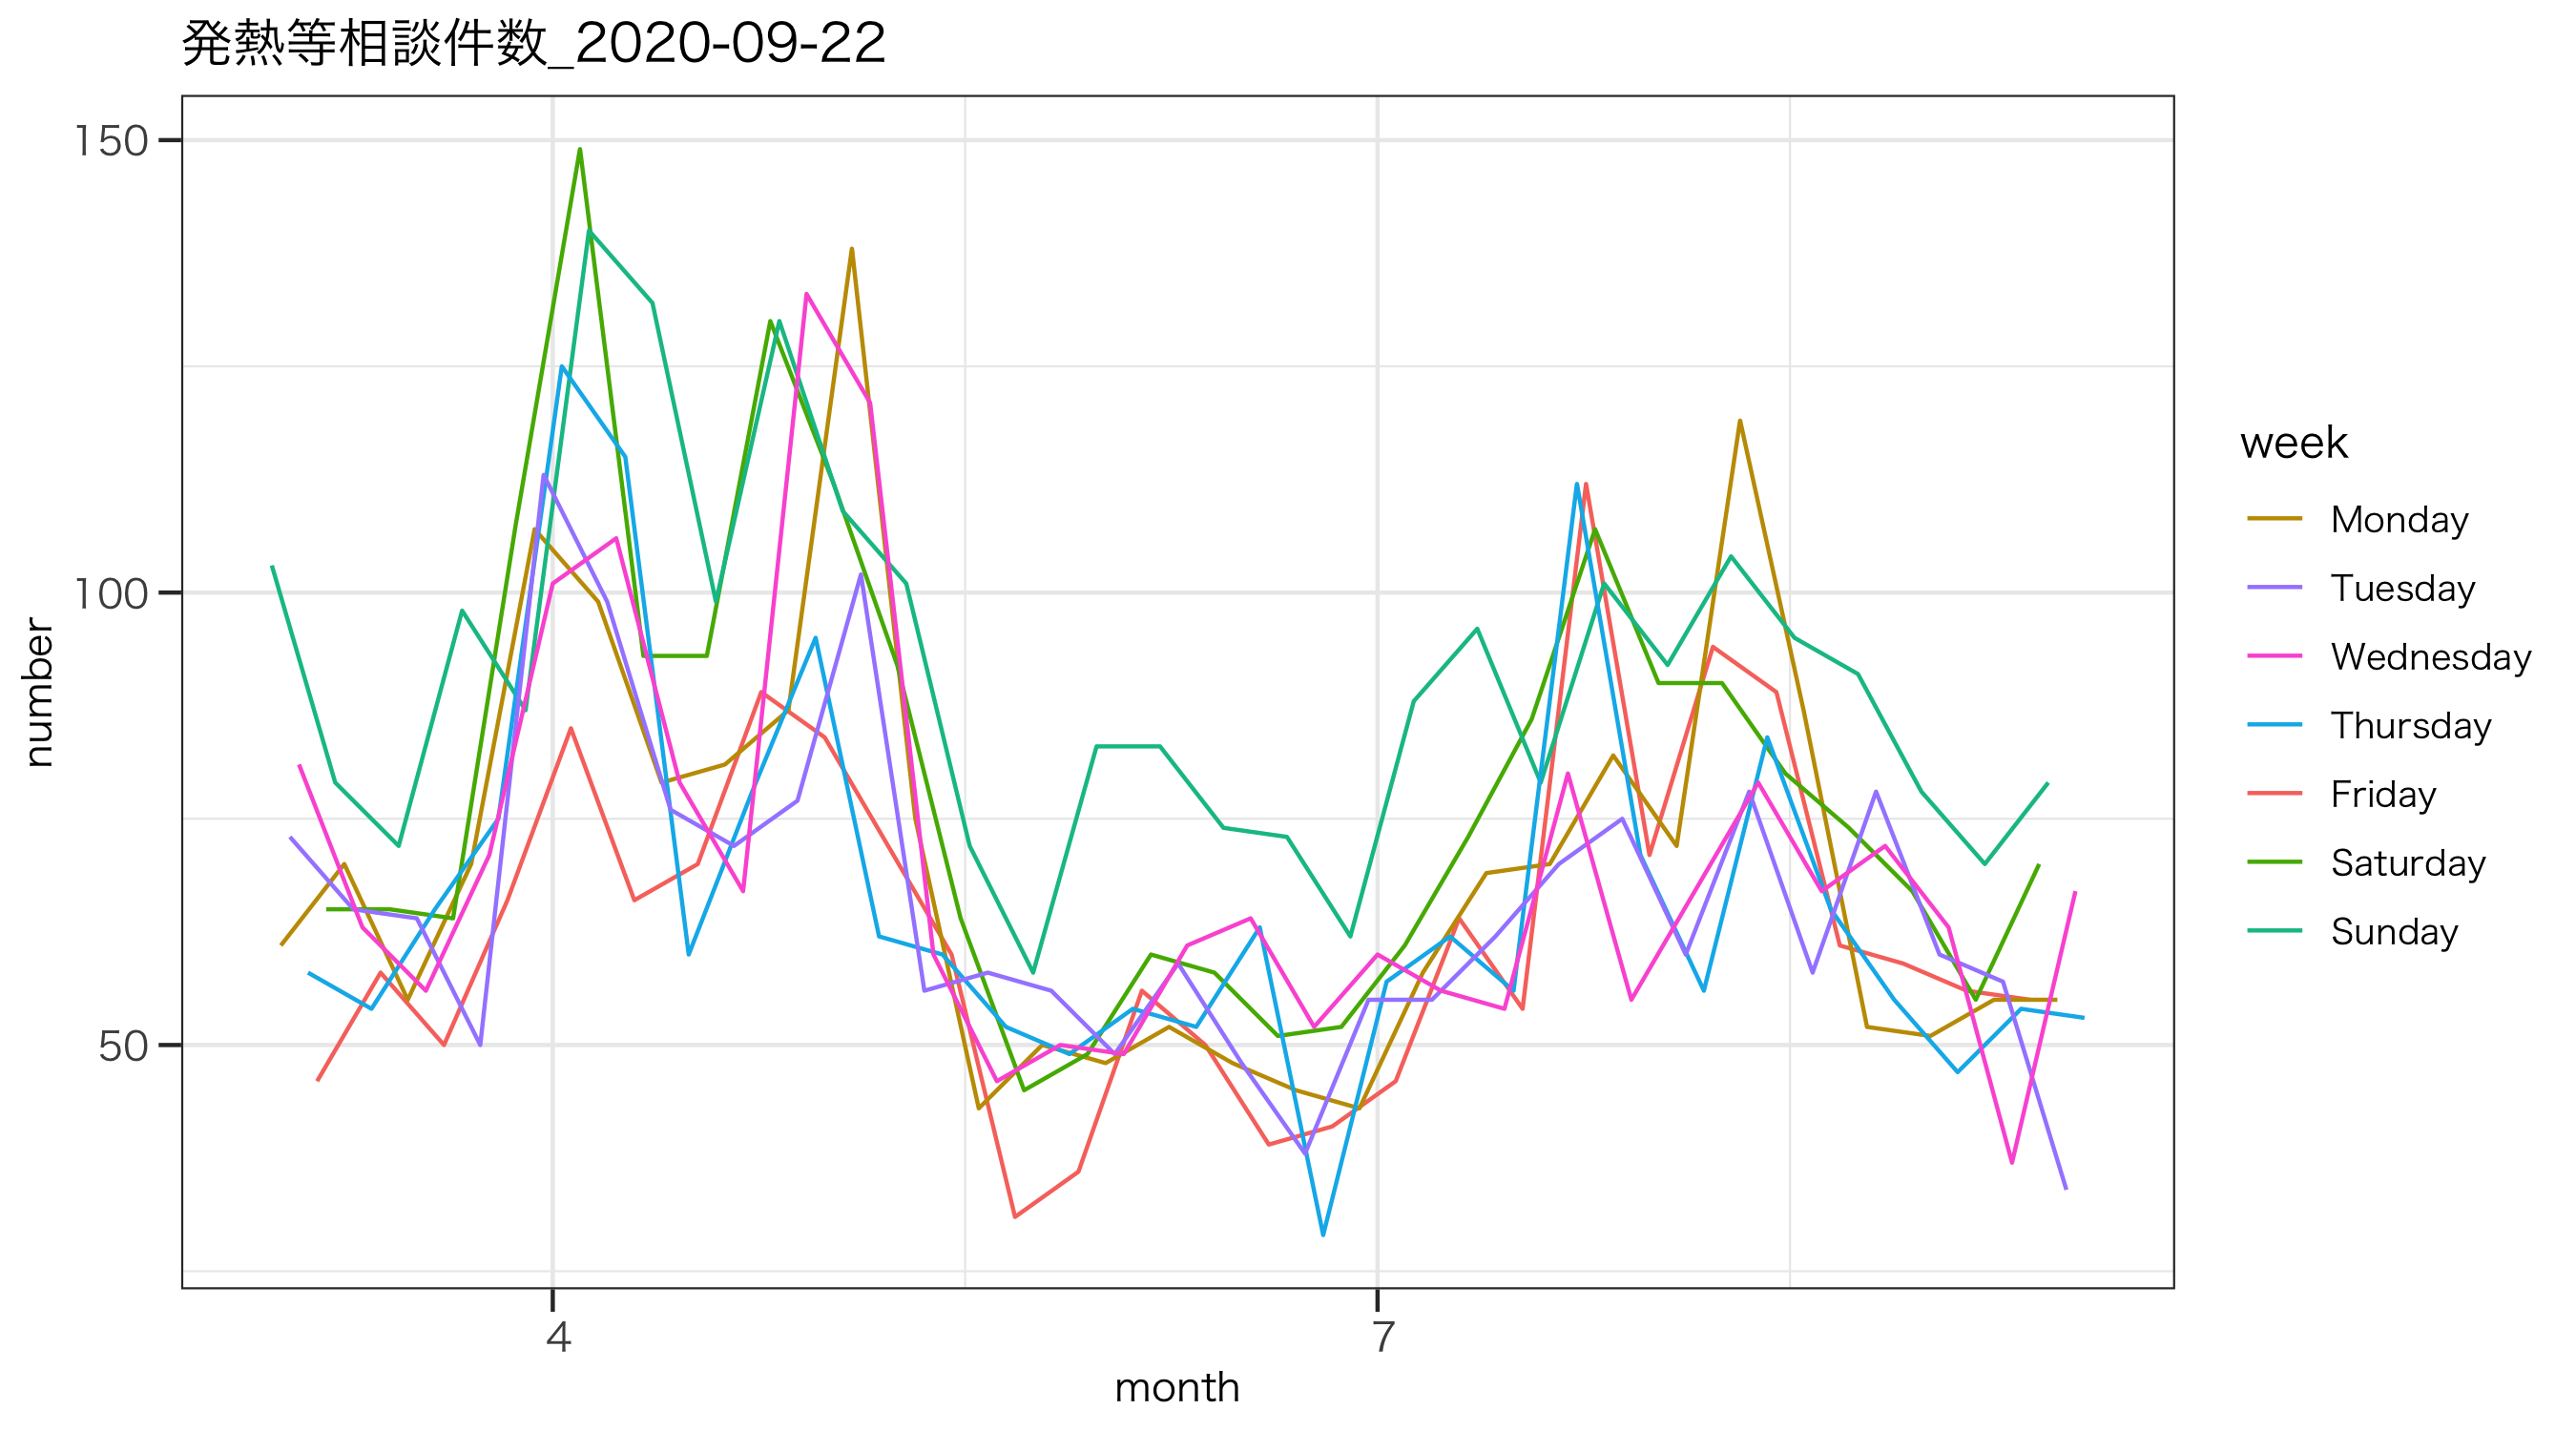 発熱等相談件数_2020-09-22
150
100
50
number
4
7
month
week
Monday
Tuesday
Wednesday
Thursday
Friday
Saturday
Sunday